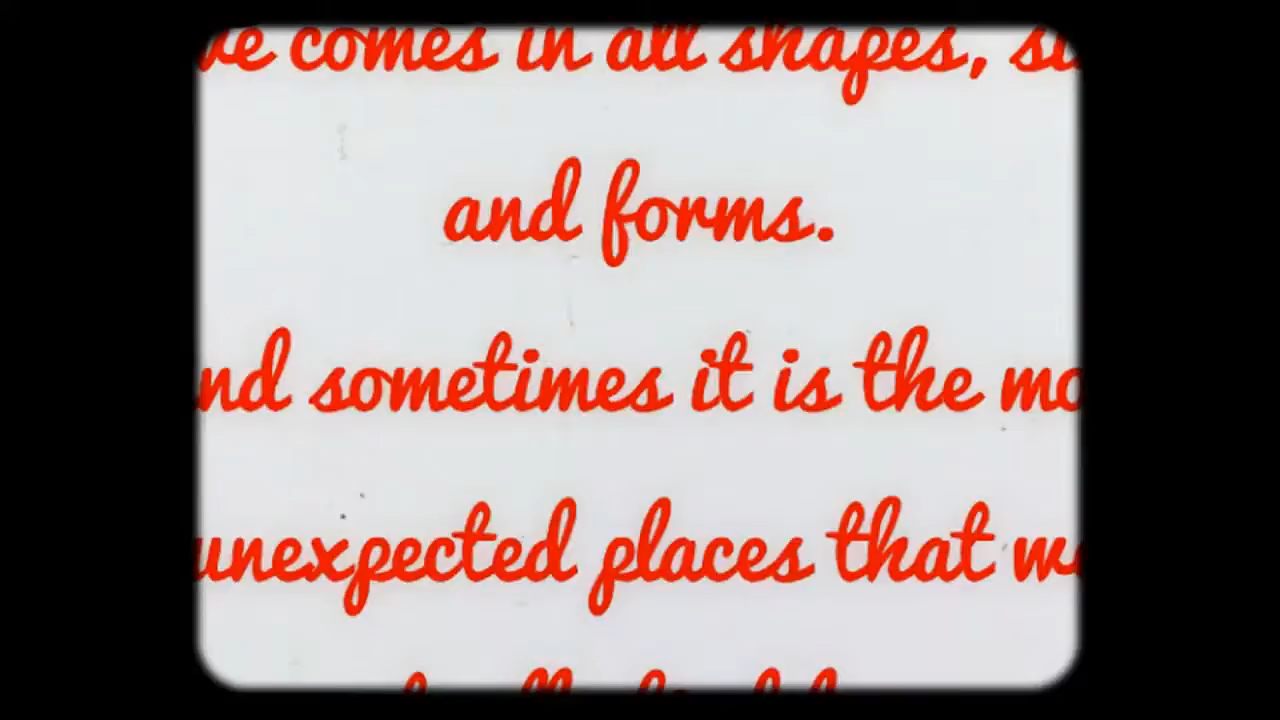 comes in all shapes,
and forms.
sometimes it is the
unexpected places that